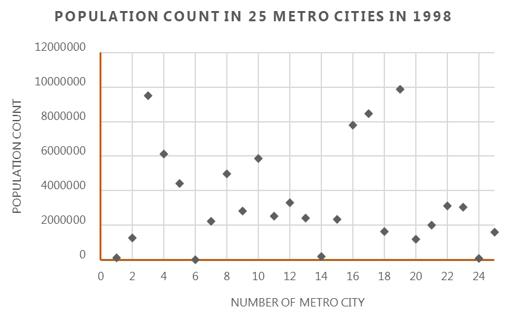 POPULATION COUNT IN 25 METRO CITIES IN 1998
12000000
10000000
8000000
6000000
4000000
2000000
0
POPULATION COUNT
0 2 4 6 8 10 12 14 16 18 20 22 24
NUMBER OF METRO CITY